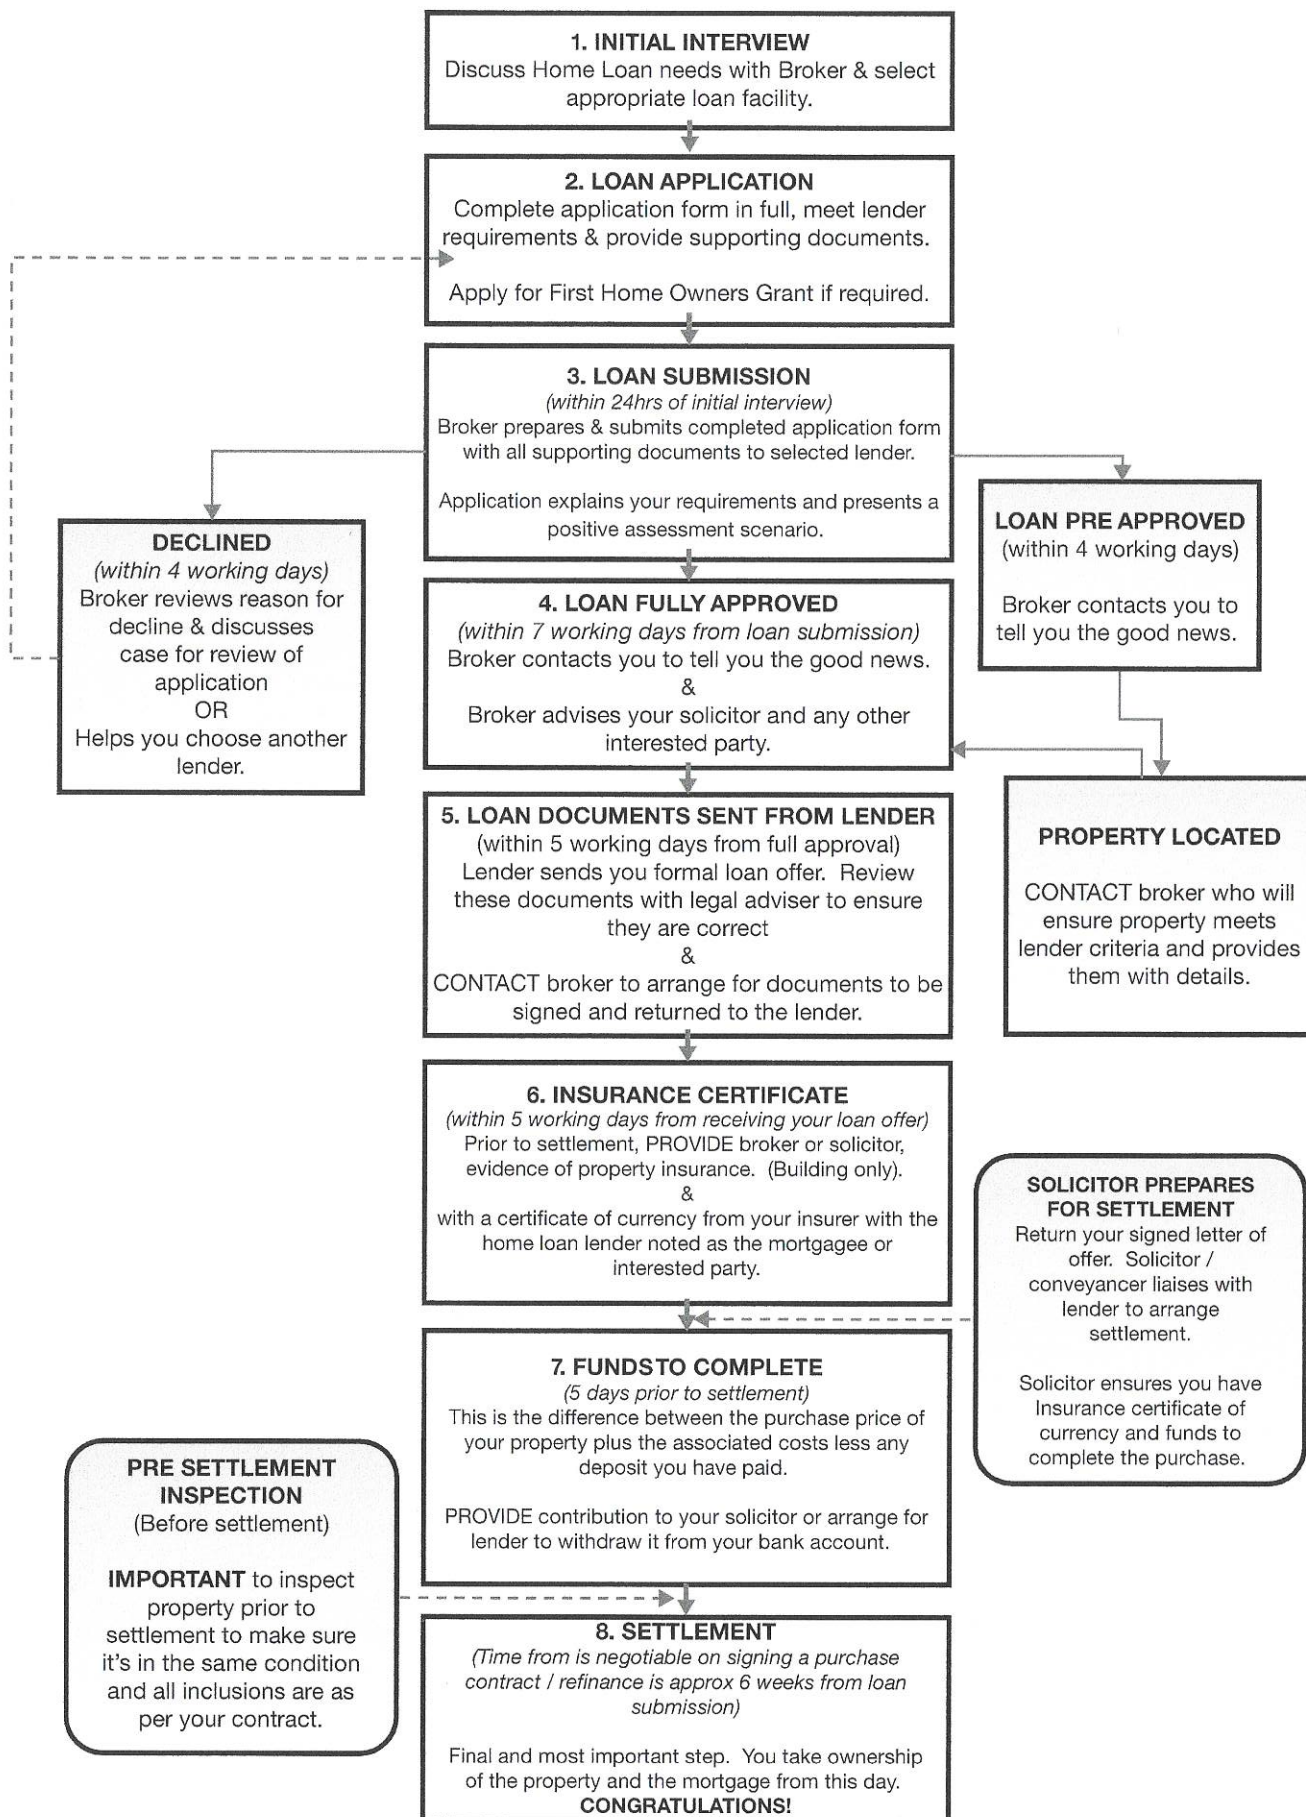 1. INITIAL INTERVIEW
Discuss Home Loan needs with Broker & select
appropriate loan facility.
2. LOAN APPLICATION
Complete application form in full, meet lender
requirements & provide supporting documents.
Apply for First Home Owners Grant if required.
3. LOAN SUBMISSION
(within 24hrs of initial interview)
Broker prepares & submits completed application form
with all supporting documents to selected lender.
Application explains your requirements and presents a
positive assessment scenario.
DECLINED
(within 4 working days)
Broker reviews reason for
decline & discusses
case for review of
application
OR
Helps you choose another
lender.
LOAN PRE APPROVED
(within 4 working days)
Broker contacts you to
tell you the good news.
4. LOAN FULLY APPROVED
(within 7 working days from loan submission)
Broker contacts you to tell you the good news.
&
Broker advises your solicitor and any other
interested party.
PROPERTY LOCATED
CONTACT broker who will
ensure property meets
lender criteria and provides
them with details.
5. LOAN DOCUMENTS SENT FROM LENDER
(within 5 working days from full approval)
Lender sends you formal loan offer. Review
these documents with legal adviser to ensure
they are correct
&
CONTACT broker to arrange for documents to be
signed and returned to the lender.
6. INSURANCE CERTIFICATE
(within 5 working days from receiving your loan offer)
Prior to settlement, PROVIDE broker or solicitor,
evidence of property insurance. (Building only).
&
with a certificate of currency from your insurer with the
home loan lender noted as the mortgagee or
interested party.
SOLICITOR PREPARES
FOR SETTLEMENT
Return your signed letter of
offer. Solicitor /
conveyancer liaises with
lender to arrange
settlement.
Solicitor ensures you have
Insurance certificate of
currency and funds to
complete the purchase.
7. FUNDS TO COMPLETE
(5 days prior to settlement)
This is the difference between the purchase price of
your property plus the associated costs less any
deposit you have paid.
PROVIDE contribution to your solicitor or arrange for
lender to withdraw it from your bank account.
PRE SETTLEMENT
INSPECTION
(Before settlement)
IMPORTANT to inspect
property prior to
settlement to make sure
it's in the same condition
and all inclusions are as
per your contract.
8. SETTLEMENT
(Time from is negotiable on signing a purchase
contract / refinance is approx 6 weeks from loan
submission)
Final and most important step. You take ownership
of the property and the mortgage from this day.
CONGRATULATIONS!